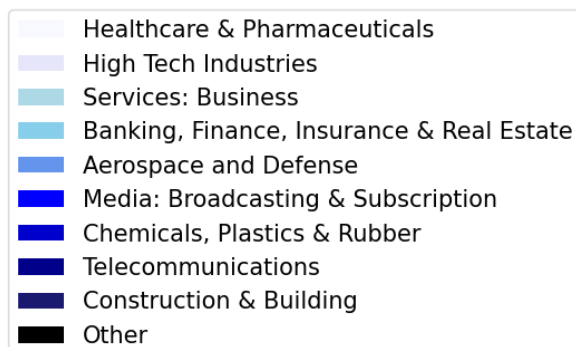 Healthcare & Pharmaceuticals
High Tech Industries
Services: Business
Banking, Finance, Insurance & Real Estate
Aerospace and Defense
Media: Broadcasting & Subscription
Chemicals, Plastics & Rubber
Telecommunications
Construction & Building
Other